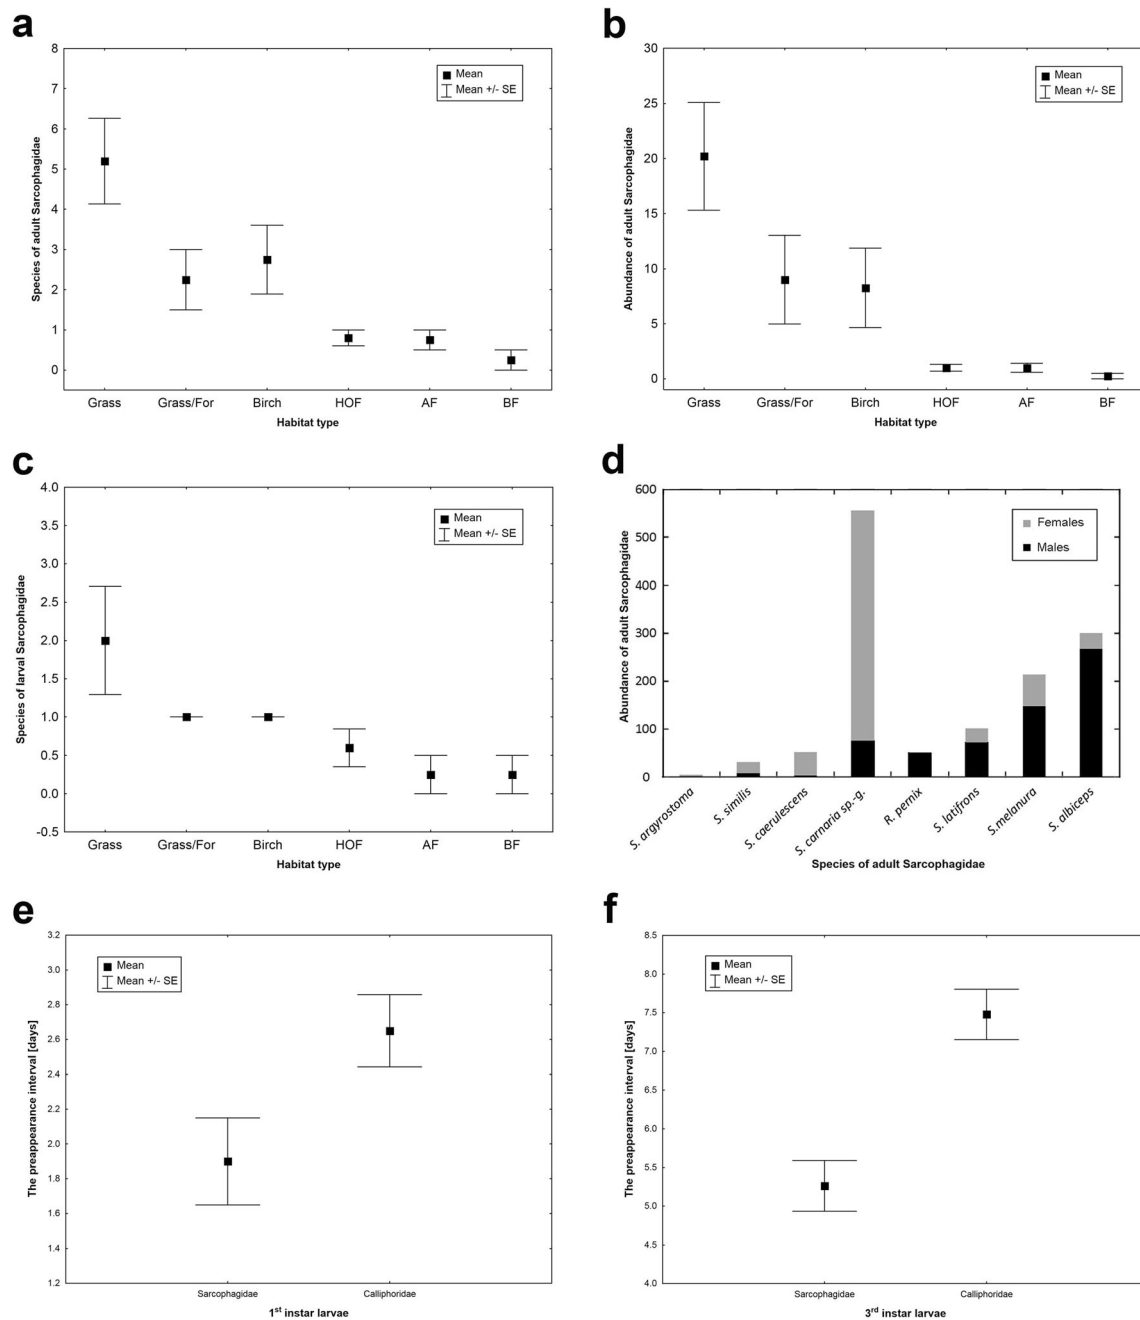 a
Species of adult Sarcophagidae
8
7
6
5
4
3
2
1
0
Mean
Mean +/- SE
Grass Grass/For Birch HOF AF BF
Habitat type
b
Abundance of adult Sarcophagidae
30
25
20
15
10
5
0
Mean
Mean +/- SE
Grass Grass/For Birch HOF AF BF
Habitat type
c
Species of larval Sarcophagidae
4.0
3.5
3.0
2.5
2.0
1.5
1.0
0.5
0.0
-0.5
Mean
Mean +/- SE
Grass Grass/For Birch HOF AF BF
Habitat type
d
Abundance of adult Sarcophagidae
600
500
400
300
200
100
0
Females
Males
S. argyrostoma
S. similis
S. caerulescens
S. carnaria sp.-g.
R. pernix
S. latifrons
S.melanura
S. albiceps
Species of adult Sarcophagidae
e
The preappearance interval [days]
3.2
3.0
2.8
2.6
2.4
2.2
2.0
1.8
1.6
1.4
1.2
Mean
Mean +/- SE
Sarcophagidae Calliphoridae
1st instar larvae
f
The preappearance interval [days]
8.5
8.0
7.5
7.0
6.5
6.0
5.5
5.0
4.5
4.0
Mean
Mean +/- SE
Sarcophagidae Calliphoridae
3rd instar larvae